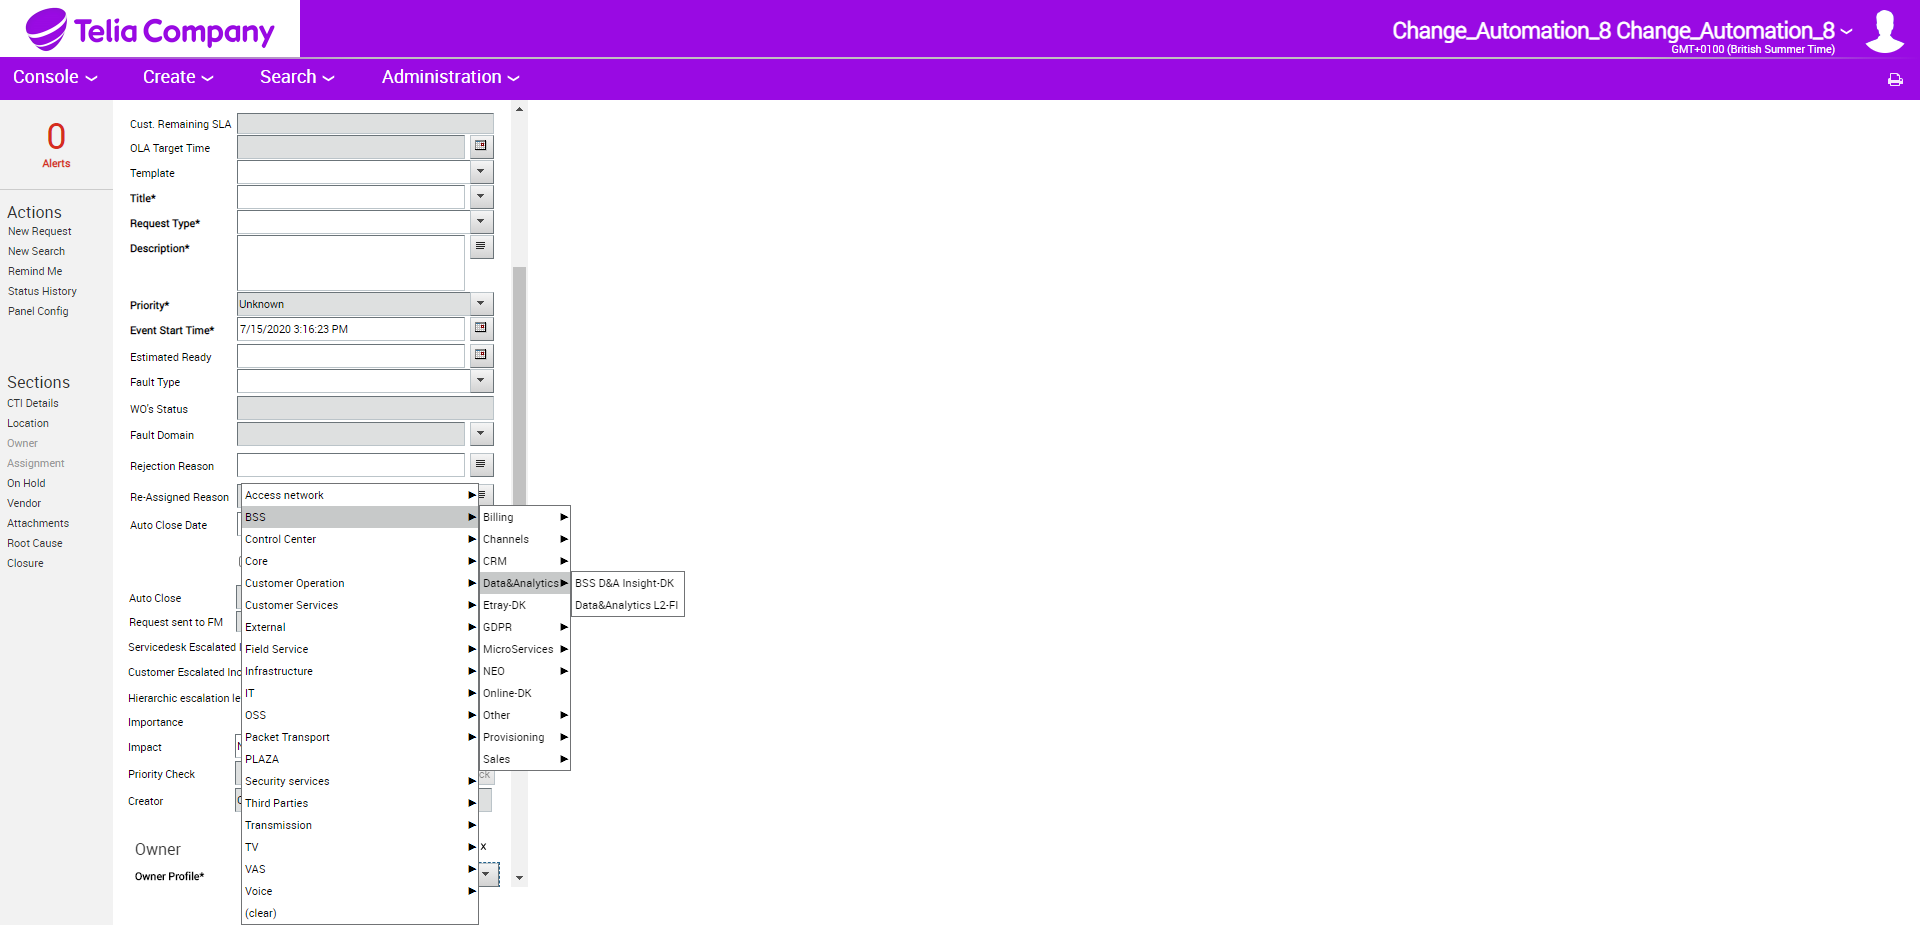 Telia Company
Change_Automation_8 Change_Automation_8
GMT+0100 (British Summer Time)
Console
Create
Search
Administration
0
Alerts
Actions
New Request
New Search
Remind Me
Status History
Panel Config
Sections
CTI Details
Location
Owner
Assignment
On Hold
Vendor
Attachments
Root Cause
Closure
Cust. Remaining SLA
OLA Target Time
Template
Title*
Request Type*
Description*
Priority* Unknown
Event Start Time* 7/15/2020 3:16:23 PM
Estimated Ready
Fault Type
WO's Status
Fault Domain
Rejection Reason
Re-Assigned Reason
Auto Close Date
Auto Close
Request sent to FM
Servicedesk Escalated
Customer Escalated Inc
Hierarchic escalation le
Importance
Impact
Priority Check
Creator
Owner
x
Owner Profile*
Access network
BSS
Control Center
Core
Customer Operation
Customer Services
External
Field Service
Infrastructure
IT
OSS
Packet Transport
PLAZA
Security services
Third Parties
Transmission
TV
VAS
Voice
(clear)
Billing
Channels
CRM
Data&Analytics
Etray-DK
GDPR
MicroServices
NEO
Online-DK
Other
Provisioning
Sales
BSS D&A Insight-DK
Data&Analytics L2-FI